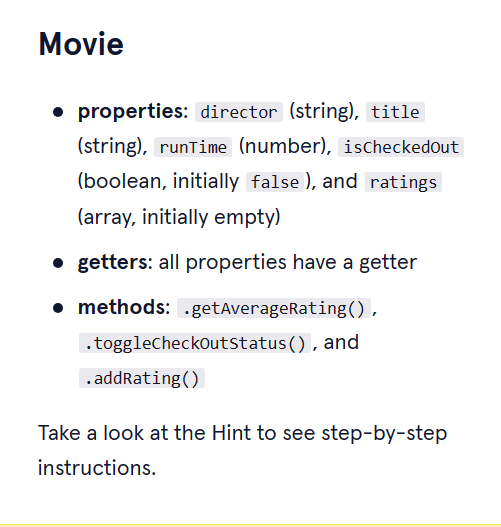 Movie
• properties: director (string), title
(string), runTime (number), isCheckedOut
(boolean, initially false), and ratings
(array, initially empty)
• getters: all properties have a getter
• methods: .getAverageRating(),
.toggleCheckOutStatus(), and
.addRating()
Take a look at the Hint to see step-by-step
instructions.